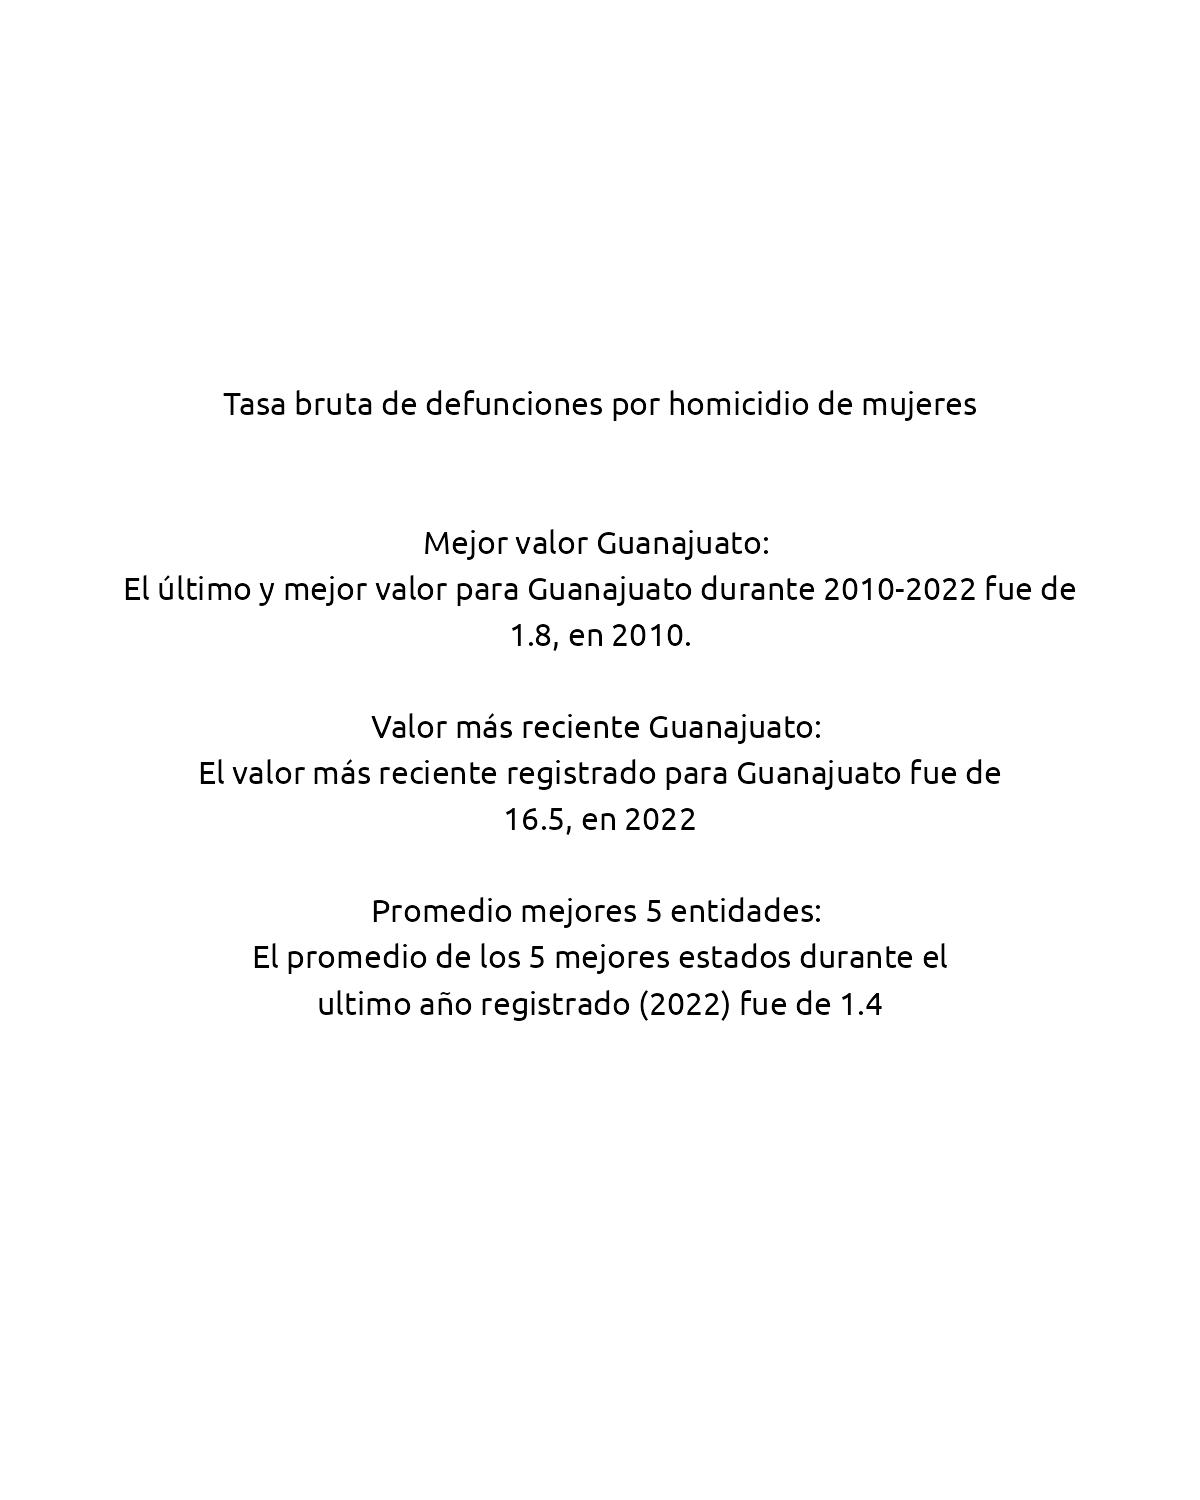 Tasa bruta de defunciones por homicidio de mujeres
Mejor valor Guanajuato:
El último y mejor valor para Guanajuato durante 2010-2022 fue de
1.8, en 2010.
Valor más reciente Guanajuato:
El valor más reciente registrado para Guanajuato fue de
16.5, en 2022
Promedio mejores 5 entidades:
El promedio de los 5 mejores estados durante el
ultimo año registrado (2022) fue de 1.4